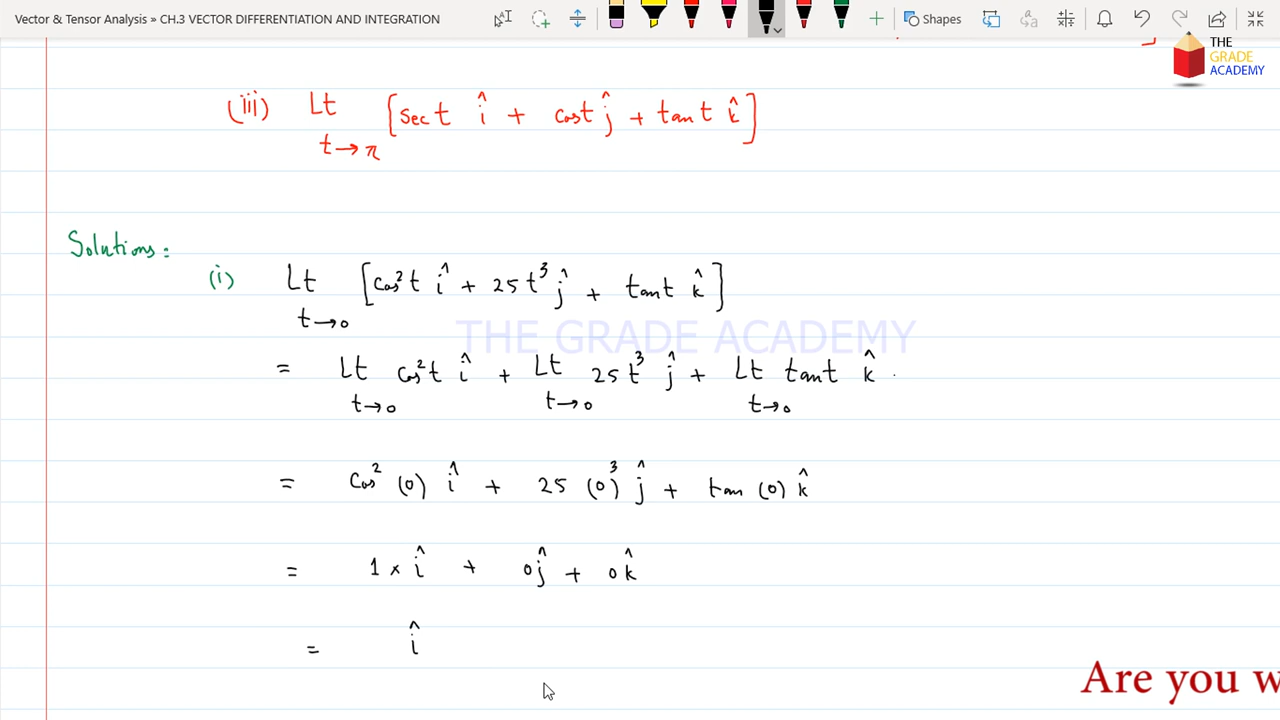 Vector & Tensor Analysis » CH.3 VECTOR DIFFERENTIATION AND INTEGRATION
Shapes
THE
GRADE
ACADEMY
(iii) Lt [sec t î + cost ĵ + tan t k̂]
t→π
Solutions:
(i) Lt [cos²t î + 25t³ ĵ + tant k̂]
t→0
THE GRADE ACADEMY
= Lt cos²t î + Lt 25t³ ĵ + Lt tant k̂
t→0 t→0 t→0
= cos²(0) î + 25(0)³ ĵ + tan(0) k̂
= 1 × î + 0ĵ + 0k̂
= î
Are you w